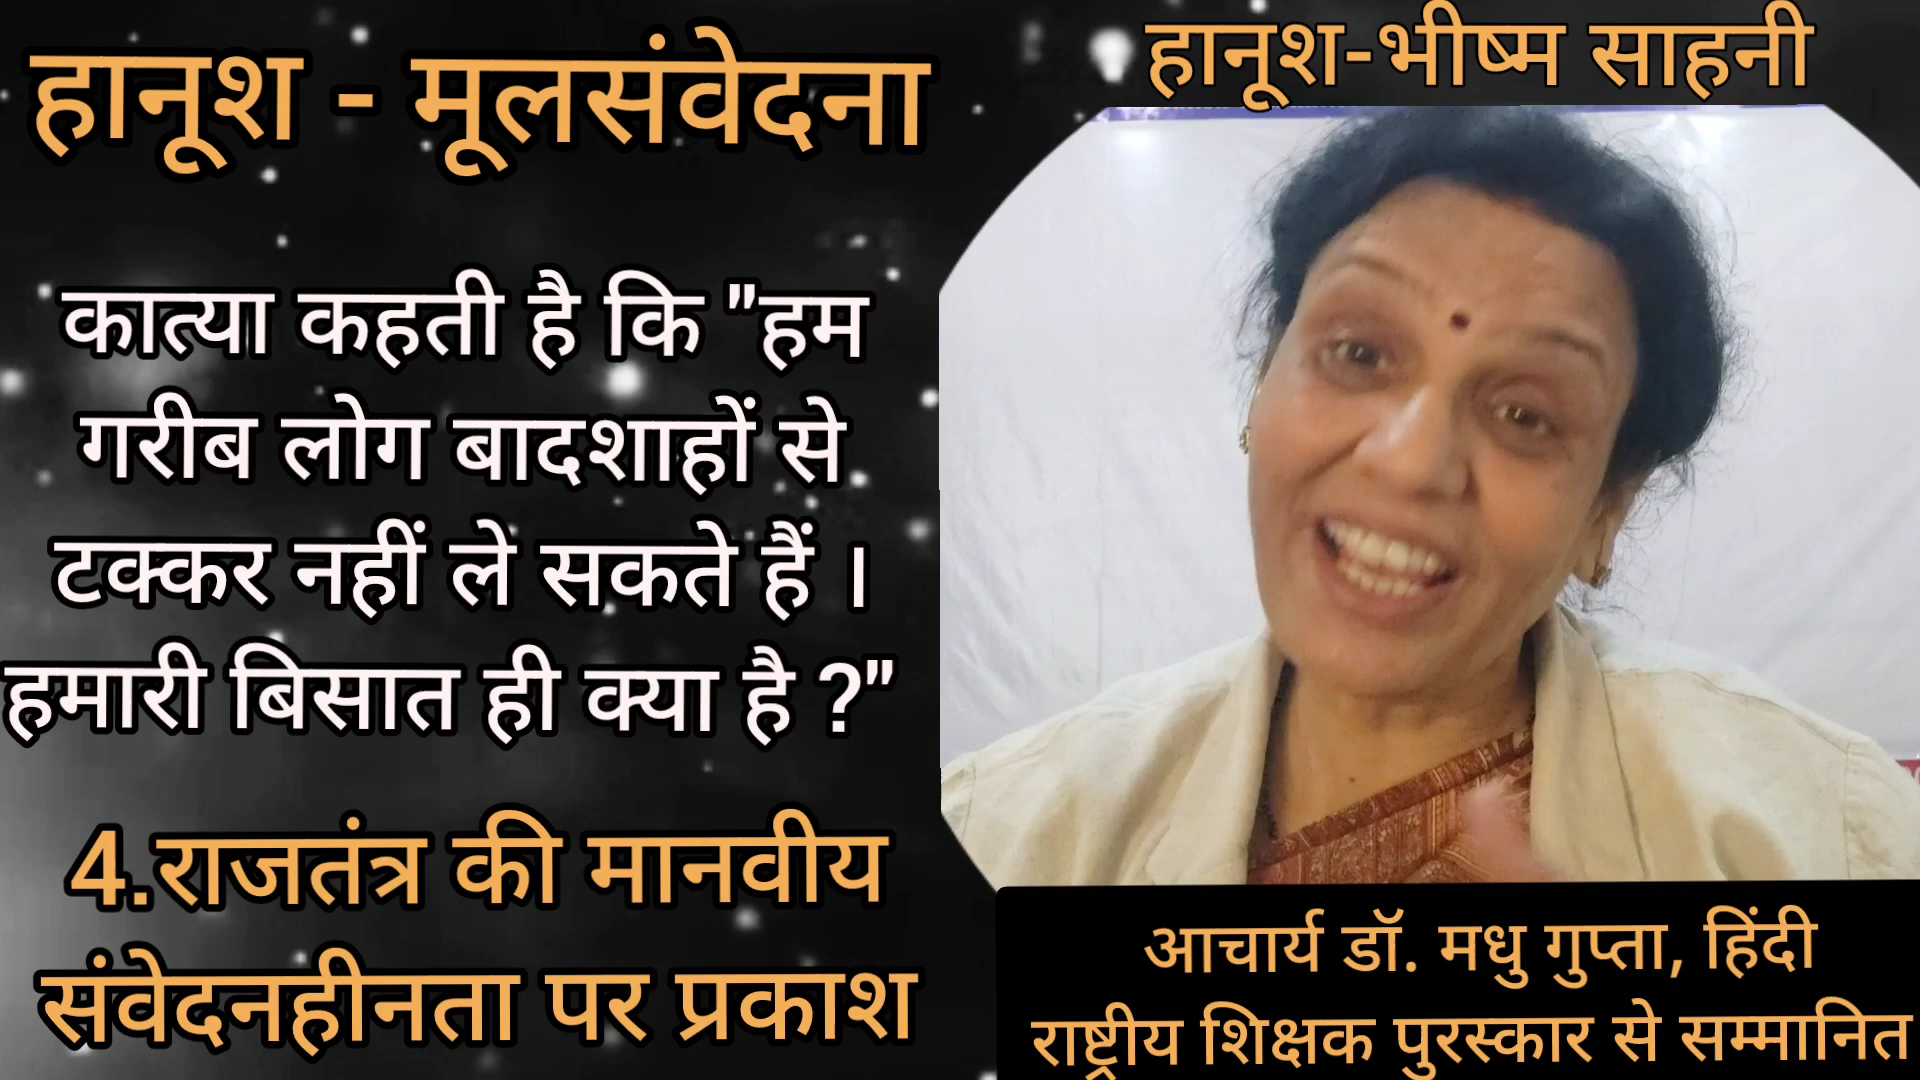 हानूश - मूलसंवेदना
कात्या कहती है कि "हम
गरीब लोग बादशाहों से
टक्कर नहीं ले सकते हैं ।
हमारी बिसात ही क्या है ?"
4.राजतंत्र की मानवीय
संवेदनहीनता पर प्रकाश
हानूश-भीष्म साहनी
आचार्य डॉ. मधु गुप्ता, हिंदी
राष्ट्रीय शिक्षक पुरस्कार से सम्मानित